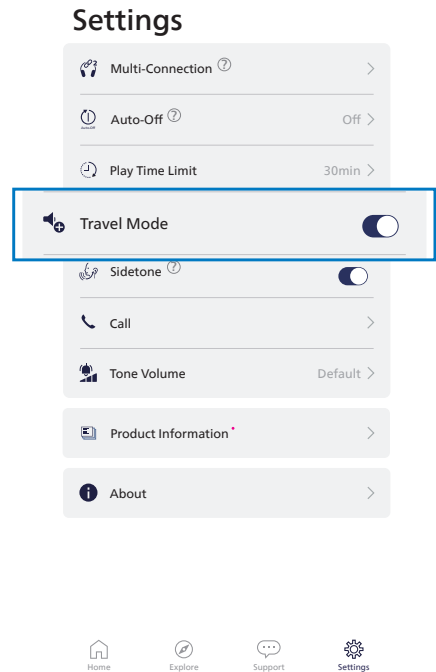 Settings
Multi-Connection ?
Auto-Off ? Off
Play Time Limit 30min
Travel Mode
Sidetone ?
Call
Tone Volume Default
Product Information
About
Home Explore Support Settings